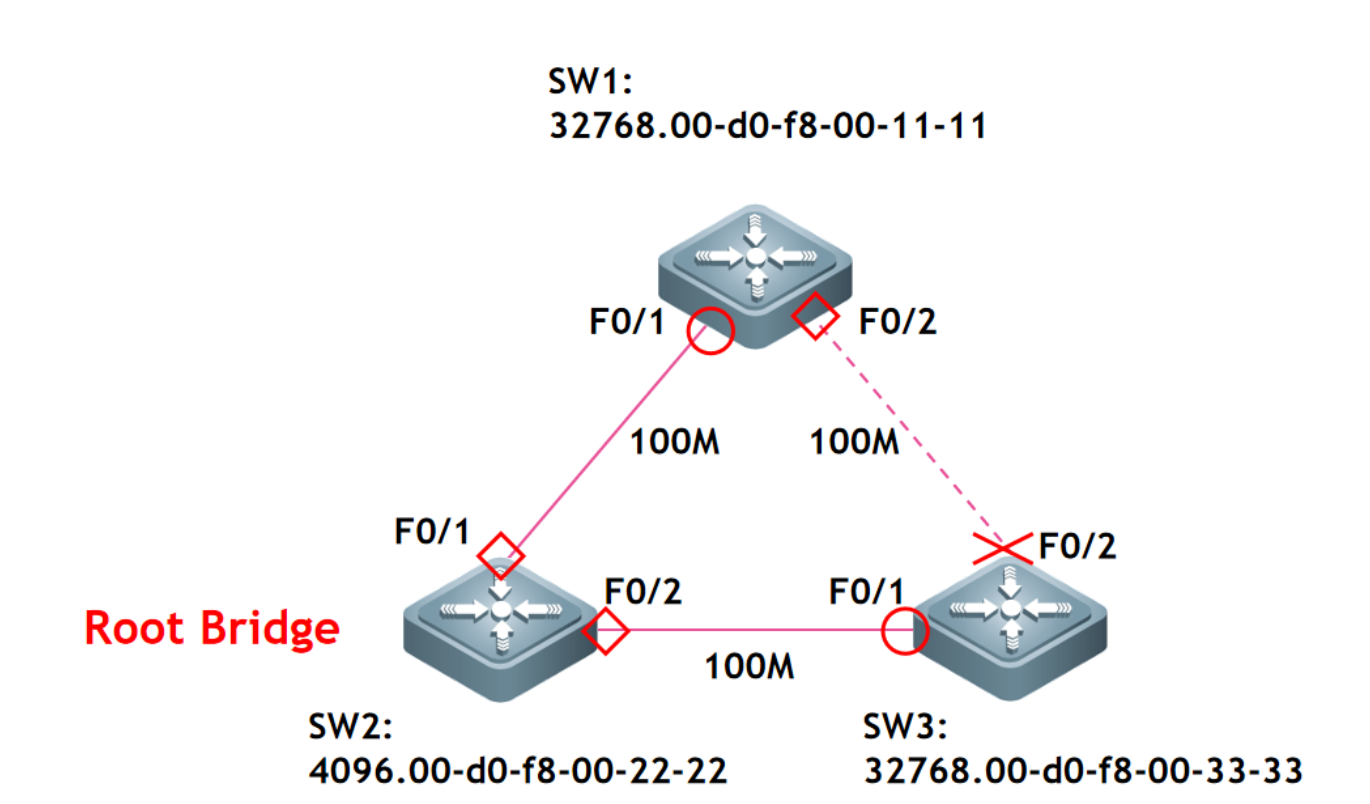 SW1:
32768.00-d0-f8-00-11-11
F0/1
F0/2
100M
100M
F0/1
F0/2
F0/2
F0/1
Root Bridge
100M
SW2:
4096.00-d0-f8-00-22-22
SW3:
32768.00-d0-f8-00-33-33